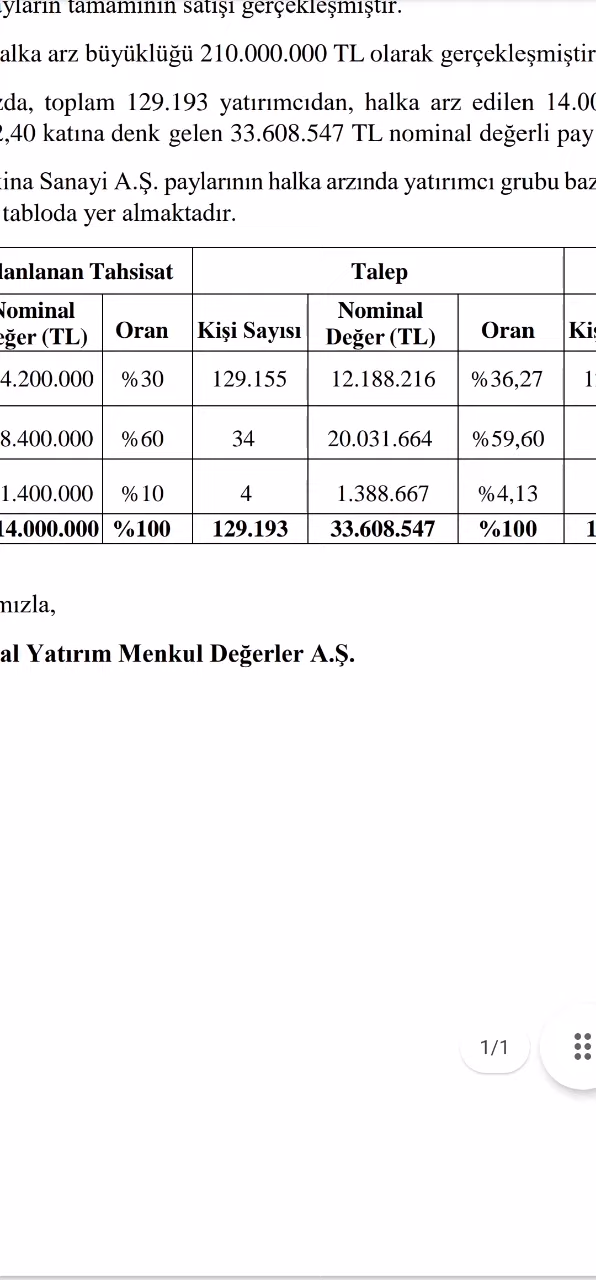 ayların tamamının satışı gerçekleşmiştir.
alka arz büyüklüğü 210.000.000 TL olarak gerçekleşmiştir
zda, toplam 129.193 yatırımcıdan, halka arz edilen 14.00
2,40 katına denk gelen 33.608.547 TL nominal değerli pay
kina Sanayi A.Ş. paylarının halka arzında yatırımcı grubu baz
tabloda yer almaktadır.
lanlanan Tahsisat Talep
Nominal Değer (TL) Oran Kişi Sayısı Nominal Değer (TL) Oran Kiş
4.200.000 %30 129.155 12.188.216 %36,27 1
8.400.000 %60 34 20.031.664 %59,60
1.400.000 %10 4 1.388.667 %4,13
14.000.000 %100 129.193 33.608.547 %100 1
mızla,
al Yatırım Menkul Değerler A.Ş.
1/1